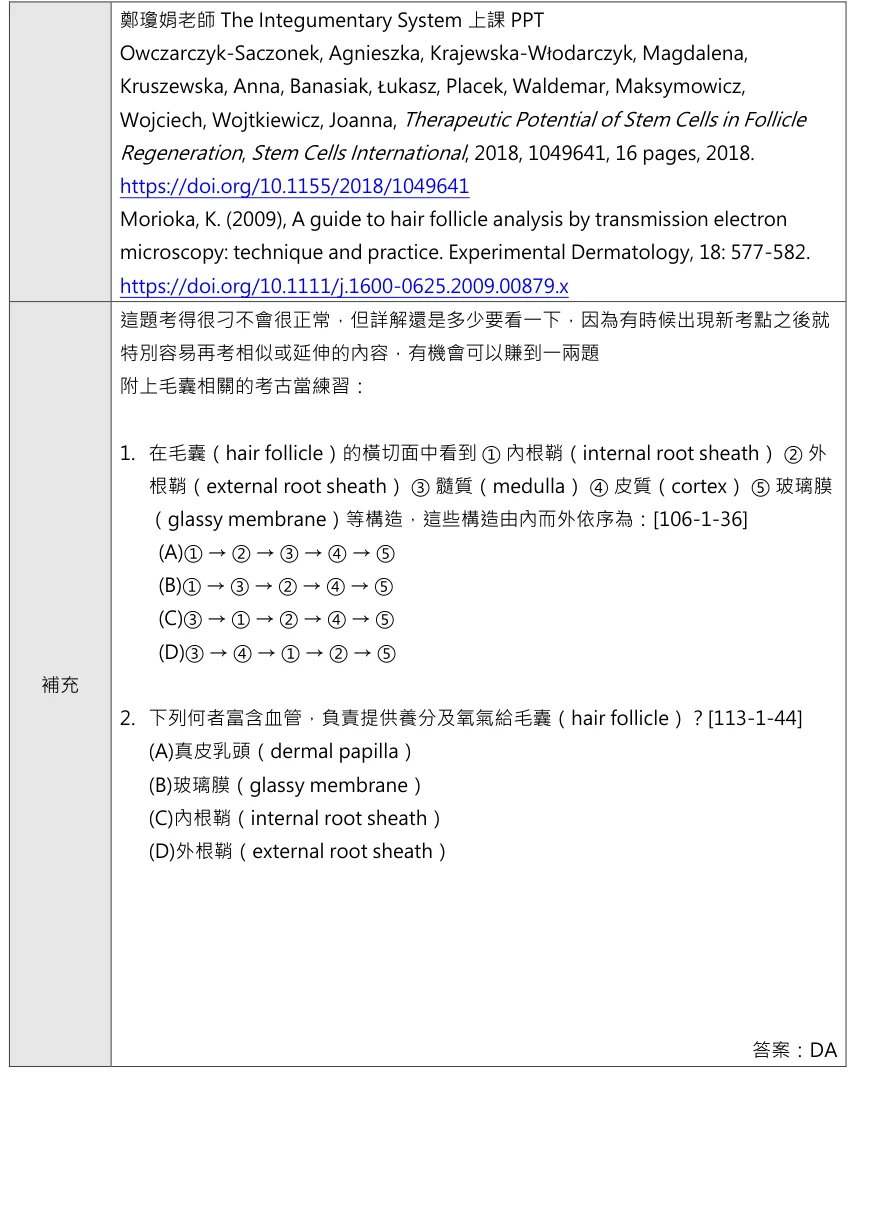 鄭瓊娟老師 The Integumentary System 上課 PPT
Owczarczyk-Saczonek, Agnieszka, Krajewska-Włodarczyk, Magdalena,
Kruszewska, Anna, Banasiak, Łukasz, Placek, Waldemar, Maksymowicz,
Wojciech, Wojtkiewicz, Joanna, Therapeutic Potential of Stem Cells in Follicle
Regeneration, Stem Cells International, 2018, 1049641, 16 pages, 2018.
https://doi.org/10.1155/2018/1049641
Morioka, K. (2009), A guide to hair follicle analysis by transmission electron
microscopy: technique and practice. Experimental Dermatology, 18: 577-582.
https://doi.org/10.1111/j.1600-0625.2009.00879.x
補充
這題考得很刁不會很正常，但詳解還是多少要看一下，因為有時候出現新考點之後就
特別容易再考相似或延伸的內容，有機會可以賺到一兩題
附上毛囊相關的考古當練習：
1. 在毛囊（hair follicle）的橫切面中看到 ① 內根鞘（internal root sheath） ② 外
根鞘（external root sheath） ③ 髓質（medulla） ④ 皮質（cortex） ⑤ 玻璃膜
（glassy membrane）等構造，這些構造由內而外依序為：[106-1-36]
(A)① → ② → ③ → ④ → ⑤
(B)① → ③ → ② → ④ → ⑤
(C)③ → ① → ② → ④ → ⑤
(D)③ → ④ → ① → ② → ⑤
2. 下列何者富含血管，負責提供養分及氧氣給毛囊（hair follicle）？[113-1-44]
(A)真皮乳頭（dermal papilla）
(B)玻璃膜（glassy membrane）
(C)內根鞘（internal root sheath）
(D)外根鞘（external root sheath）
答案：DA